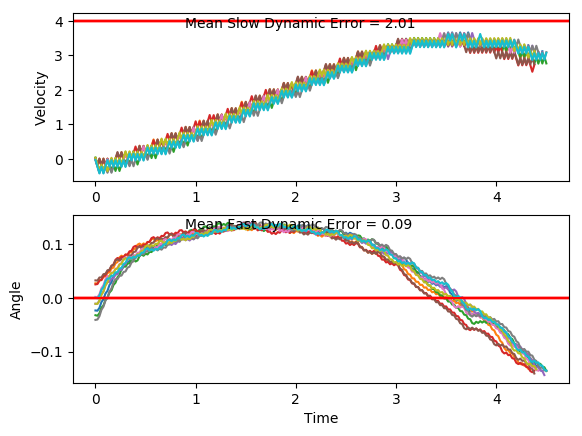 Mean Slow Dynamic Error = 2.01
Velocity
4
3
2
1
0
0 1 2 3 4
Mean Fast Dynamic Error = 0.09
Angle
0.1
0.0
−0.1
0 1 2 3 4
Time